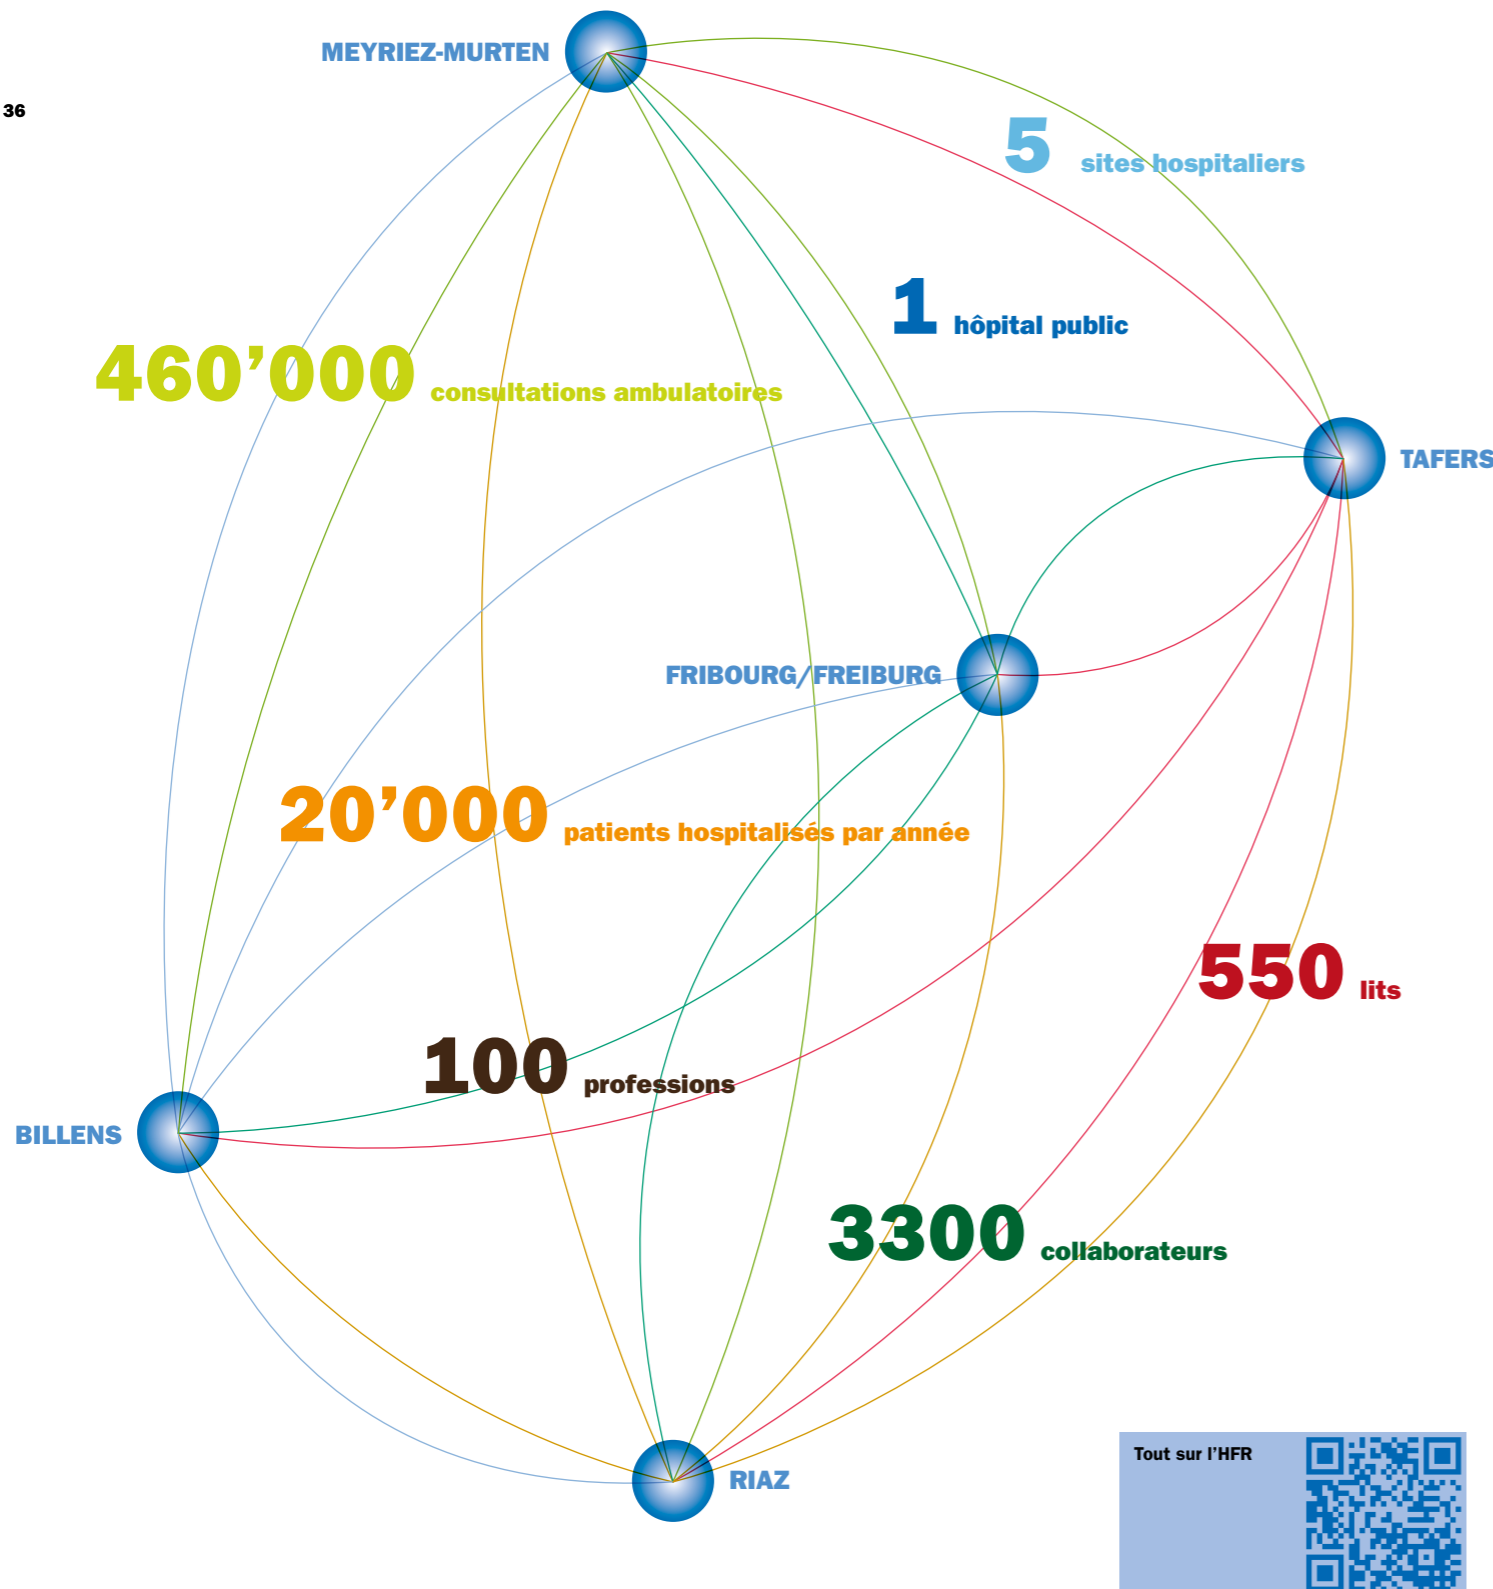 MEYRIEZ-MURTEN
36
5 sites hospitaliers
1 hôpital public
460’000 consultations ambulatoires
TAFERS
FRIBOURG/FREIBURG
20’000 patients hospitalisés par année
550 lits
100 professions
BILLENS
3300 collaborateurs
Tout sur l’HFR
RIAZ